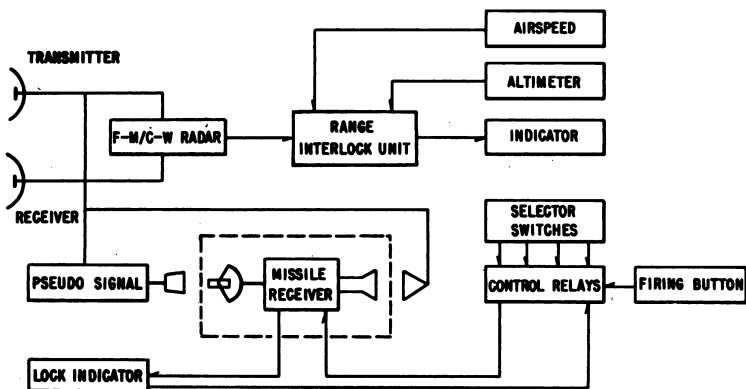 AIRSPEED
TRANSMITTER
ALTIMETER
F-M/C-W RADAR
RANGE
INTERLOCK UNIT
INDICATOR
RECEIVER
SELECTOR
SWITCHES
PSEUDO SIGNAL
MISSILE
RECEIVER
CONTROL RELAYS
FIRING BUTTON
LOCK INDICATOR